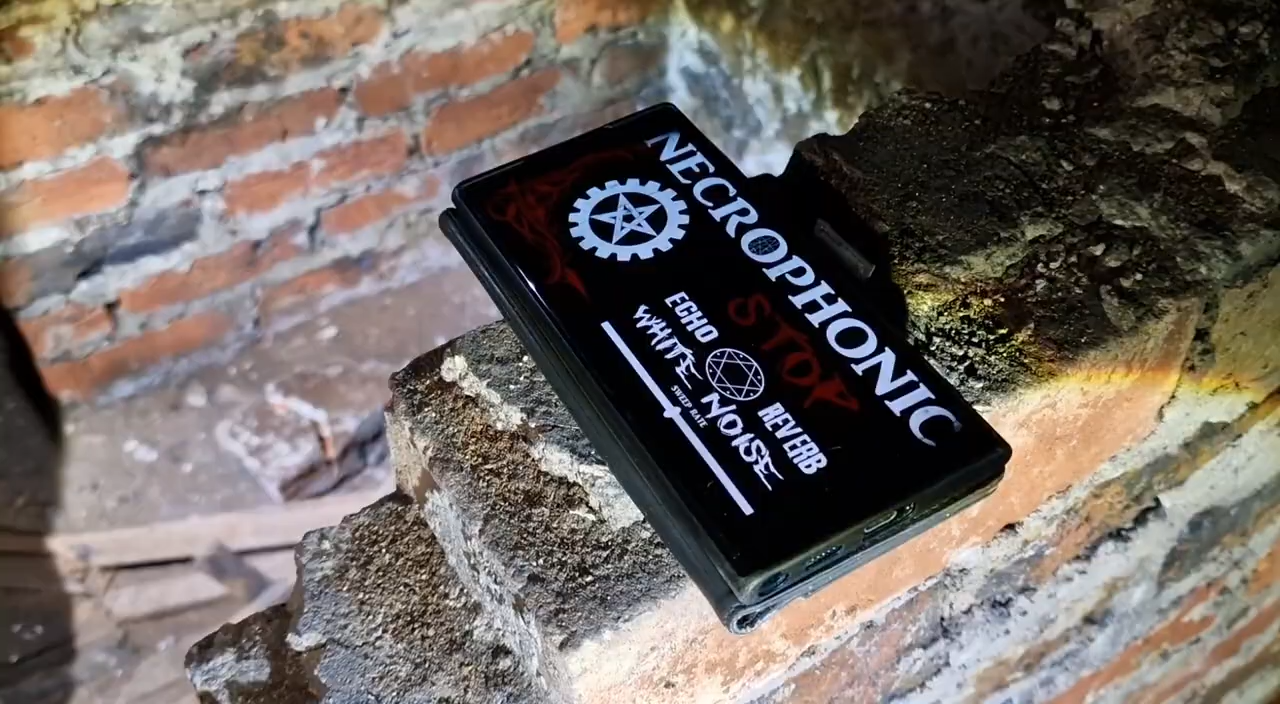 NECROPHONIC
STOP
ECHO
REVERB
WHITE NOISE
SWEEP RATE